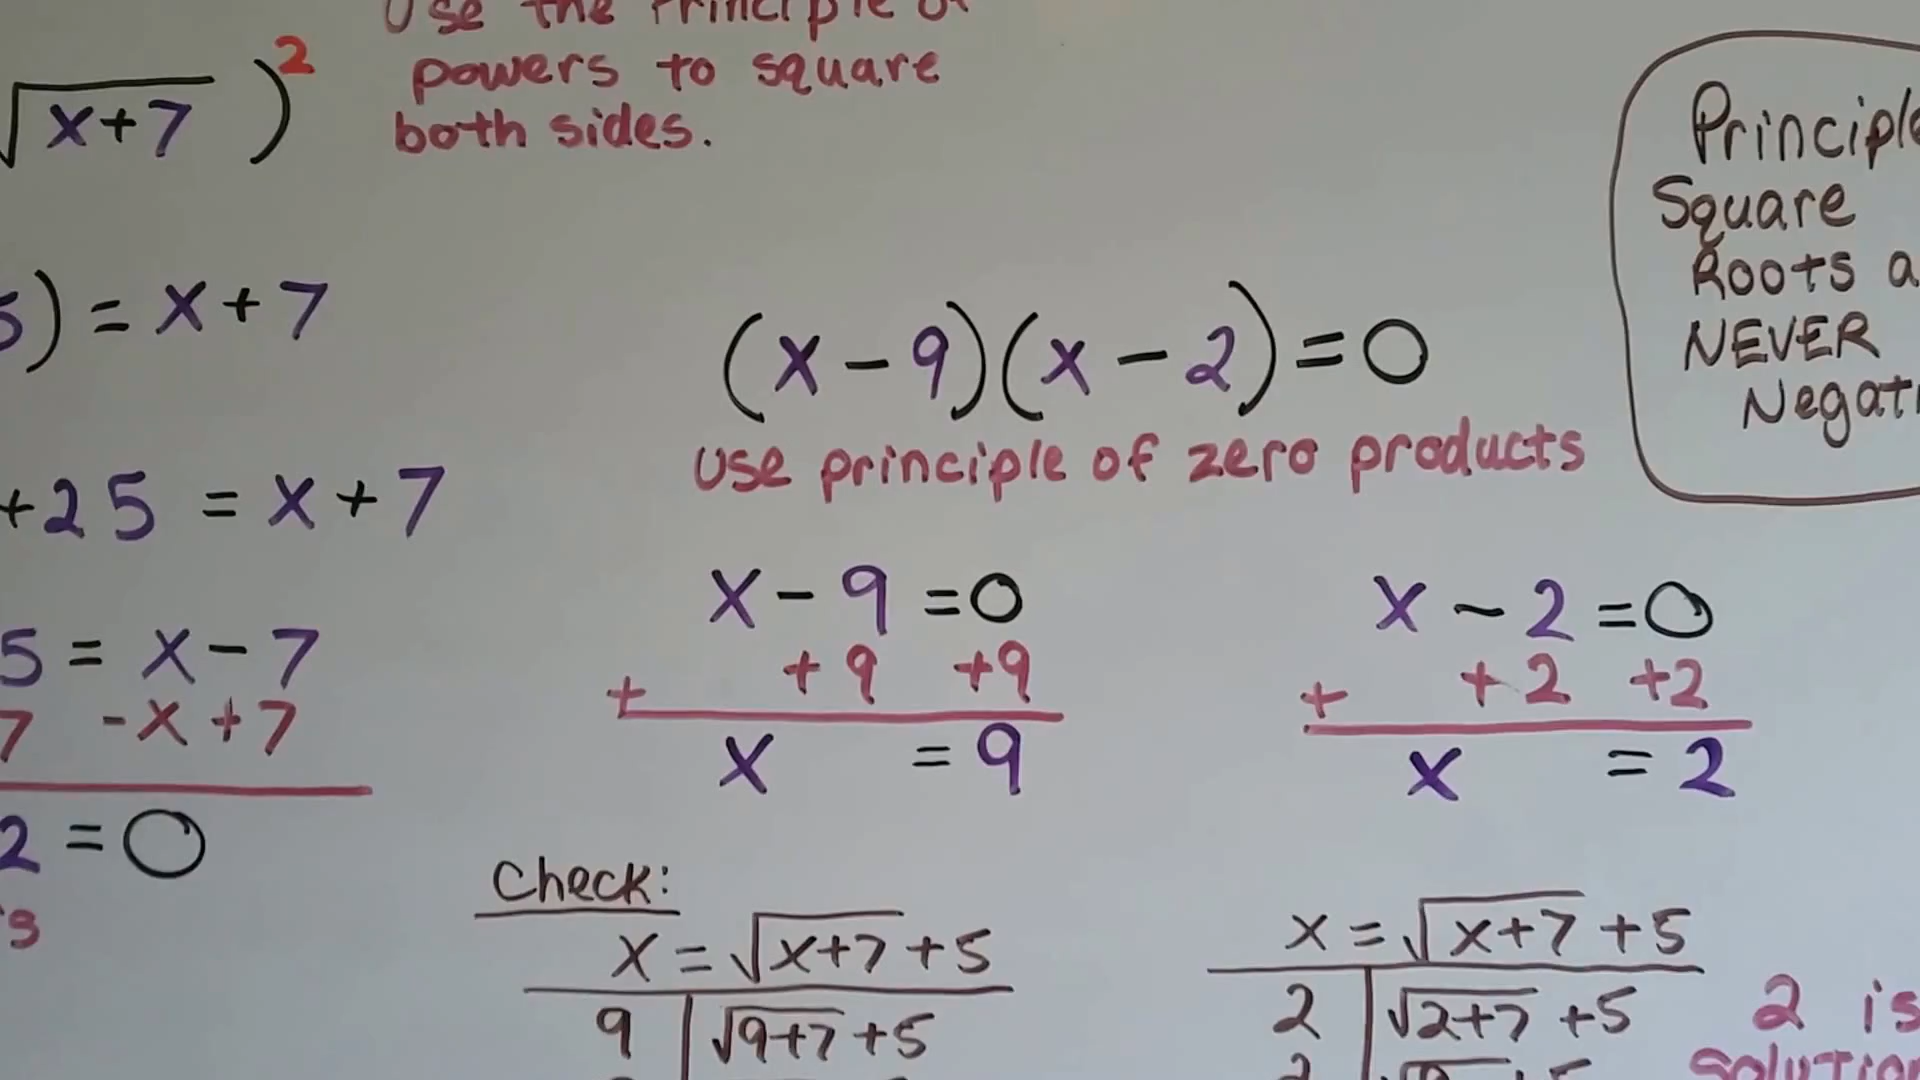 Use the Principle of
powers to square
both sides.
√x+7 )²
5) = x+7
+25 = x+7
5 = x-7
7 -x+7
2 = 0
's
(x-9)(x-2)=0
Use principle of zero products
x-9=0
+ +9 +9
x = 9
x-2=0
+ +2 +2
x = 2
Check:
x = √x+7 +5
9 | √9+7 +5
x = √x+7 +5
2 | √2+7 +5
2 is
solution
Principle
Square
Roots a
NEVER
Negati